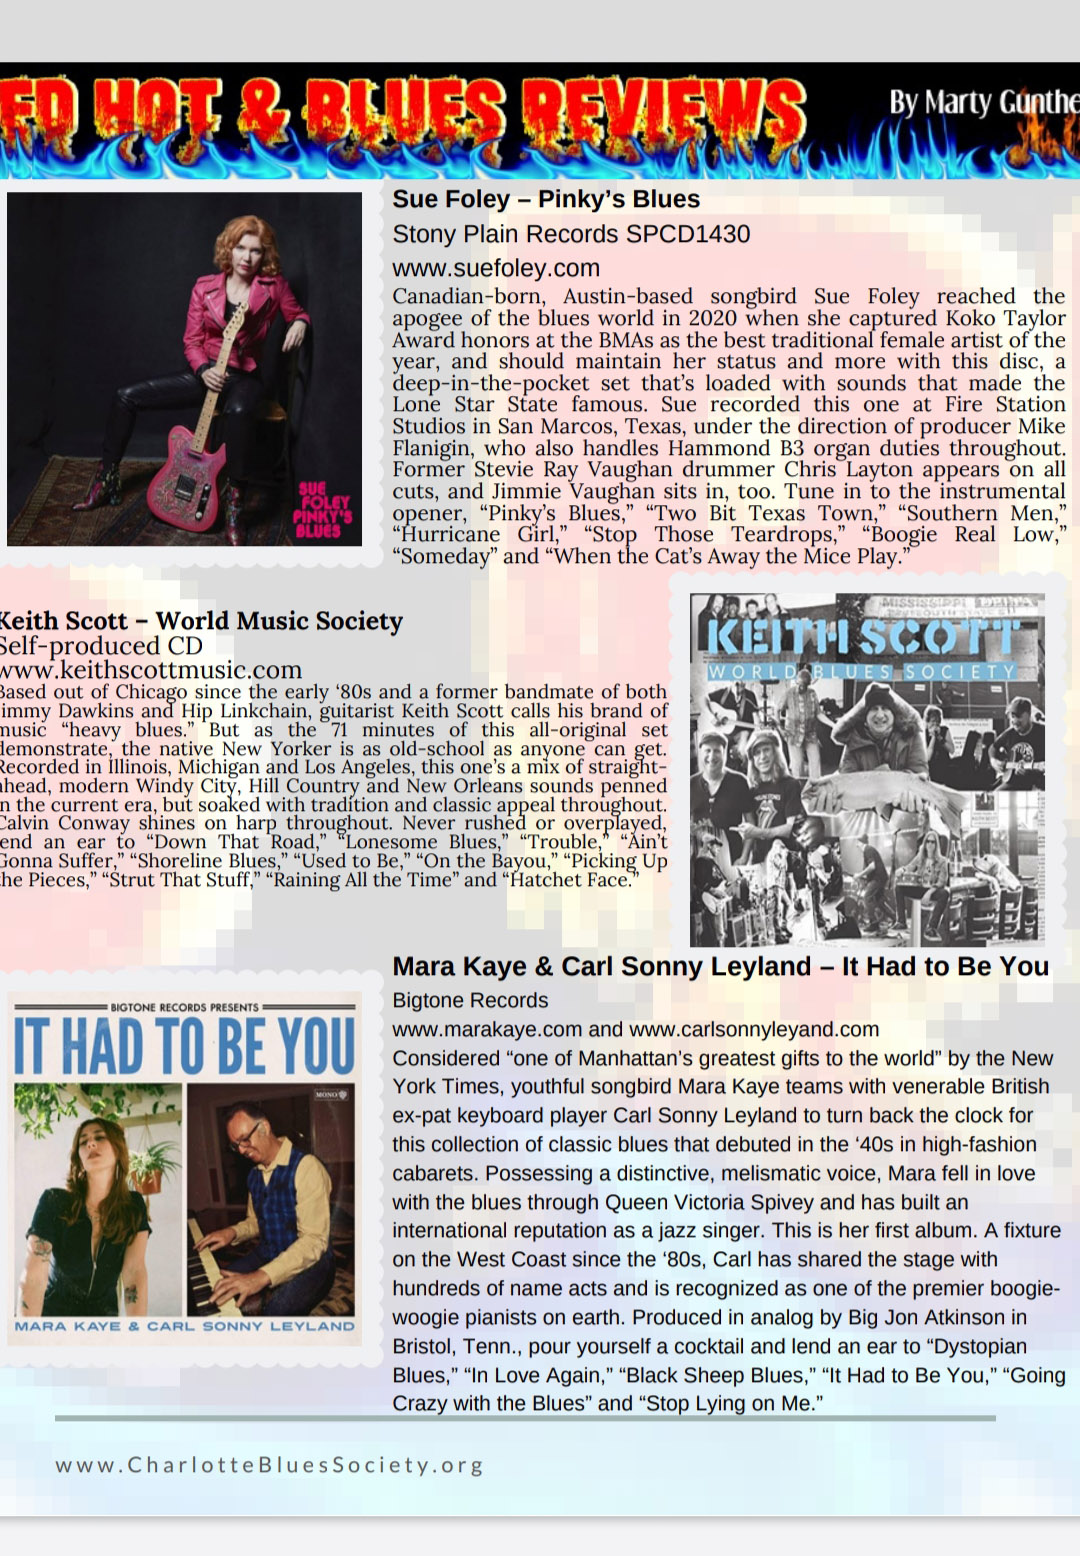 ED HOT & BLUES REVIEWS
By Marty Gunthe
Sue Foley – Pinky’s Blues
Stony Plain Records SPCD1430
www.suefoley.com
Canadian-born, Austin-based songbird Sue Foley reached the
apogee of the blues world in 2020 when she captured Koko Taylor
Award honors at the BMAs as the best traditional female artist of the
year, and should maintain her status and more with this disc, a
deep-in-the-pocket set that’s loaded with sounds that made the
Lone Star State famous. Sue recorded this one at Fire Station
Studios in San Marcos, Texas, under the direction of producer Mike
Flanigin, who also handles Hammond B3 organ duties throughout.
Former Stevie Ray Vaughan drummer Chris Layton appears on all
cuts, and Jimmie Vaughan sits in, too. Tune in to the instrumental
opener, “Pinky’s Blues,” “Two Bit Texas Town,” “Southern Men,”
“Hurricane Girl,” “Stop Those Teardrops,” “Boogie Real Low,”
“Someday” and “When the Cat’s Away the Mice Play.”
SUE
FOLEY
PINKY'S
BLUES
Keith Scott – World Music Society
Self-produced CD
www.keithscottmusic.com
Based out of Chicago since the early ‘80s and a former bandmate of both
Jimmy Dawkins and Hip Linkchain, guitarist Keith Scott calls his brand of
music “heavy blues.” But as the 71 minutes of this all-original set
demonstrate, the native New Yorker is as old-school as anyone can get.
Recorded in Illinois, Michigan and Los Angeles, this one’s a mix of straight-
ahead, modern Windy City, Hill Country and New Orleans sounds penned
in the current era, but soaked with tradition and classic appeal throughout.
Calvin Conway shines on harp throughout. Never rushed or overplayed,
lend an ear to “Down That Road,” “Lonesome Blues,” “Trouble,” “Ain’t
Gonna Suffer,” “Shoreline Blues,” “Used to Be,” “On the Bayou,” “Picking Up
the Pieces,” “Strut That Stuff,” “Raining All the Time” and “Hatchet Face.”
MISSISSIPPI
KEITH SCOTT
WORLD BLUES SOCIETY
Mara Kaye & Carl Sonny Leyland – It Had to Be You
Bigtone Records
www.marakaye.com and www.carlsonnyleyand.com
Considered “one of Manhattan’s greatest gifts to the world” by the New
York Times, youthful songbird Mara Kaye teams with venerable British
ex-pat keyboard player Carl Sonny Leyland to turn back the clock for
this collection of classic blues that debuted in the ‘40s in high-fashion
cabarets. Possessing a distinctive, melismatic voice, Mara fell in love
with the blues through Queen Victoria Spivey and has built an
international reputation as a jazz singer. This is her first album. A fixture
on the West Coast since the ‘80s, Carl has shared the stage with
hundreds of name acts and is recognized as one of the premier boogie-
woogie pianists on earth. Produced in analog by Big Jon Atkinson in
Bristol, Tenn., pour yourself a cocktail and lend an ear to “Dystopian
Blues,” “In Love Again,” “Black Sheep Blues,” “It Had to Be You,” “Going
Crazy with the Blues” and “Stop Lying on Me.”
BIGTONE RECORDS PRESENTS
IT HAD TO BE YOU
MONO
MARA KAYE & CARL SONNY LEYLAND
www.CharlotteBluesSociety.org